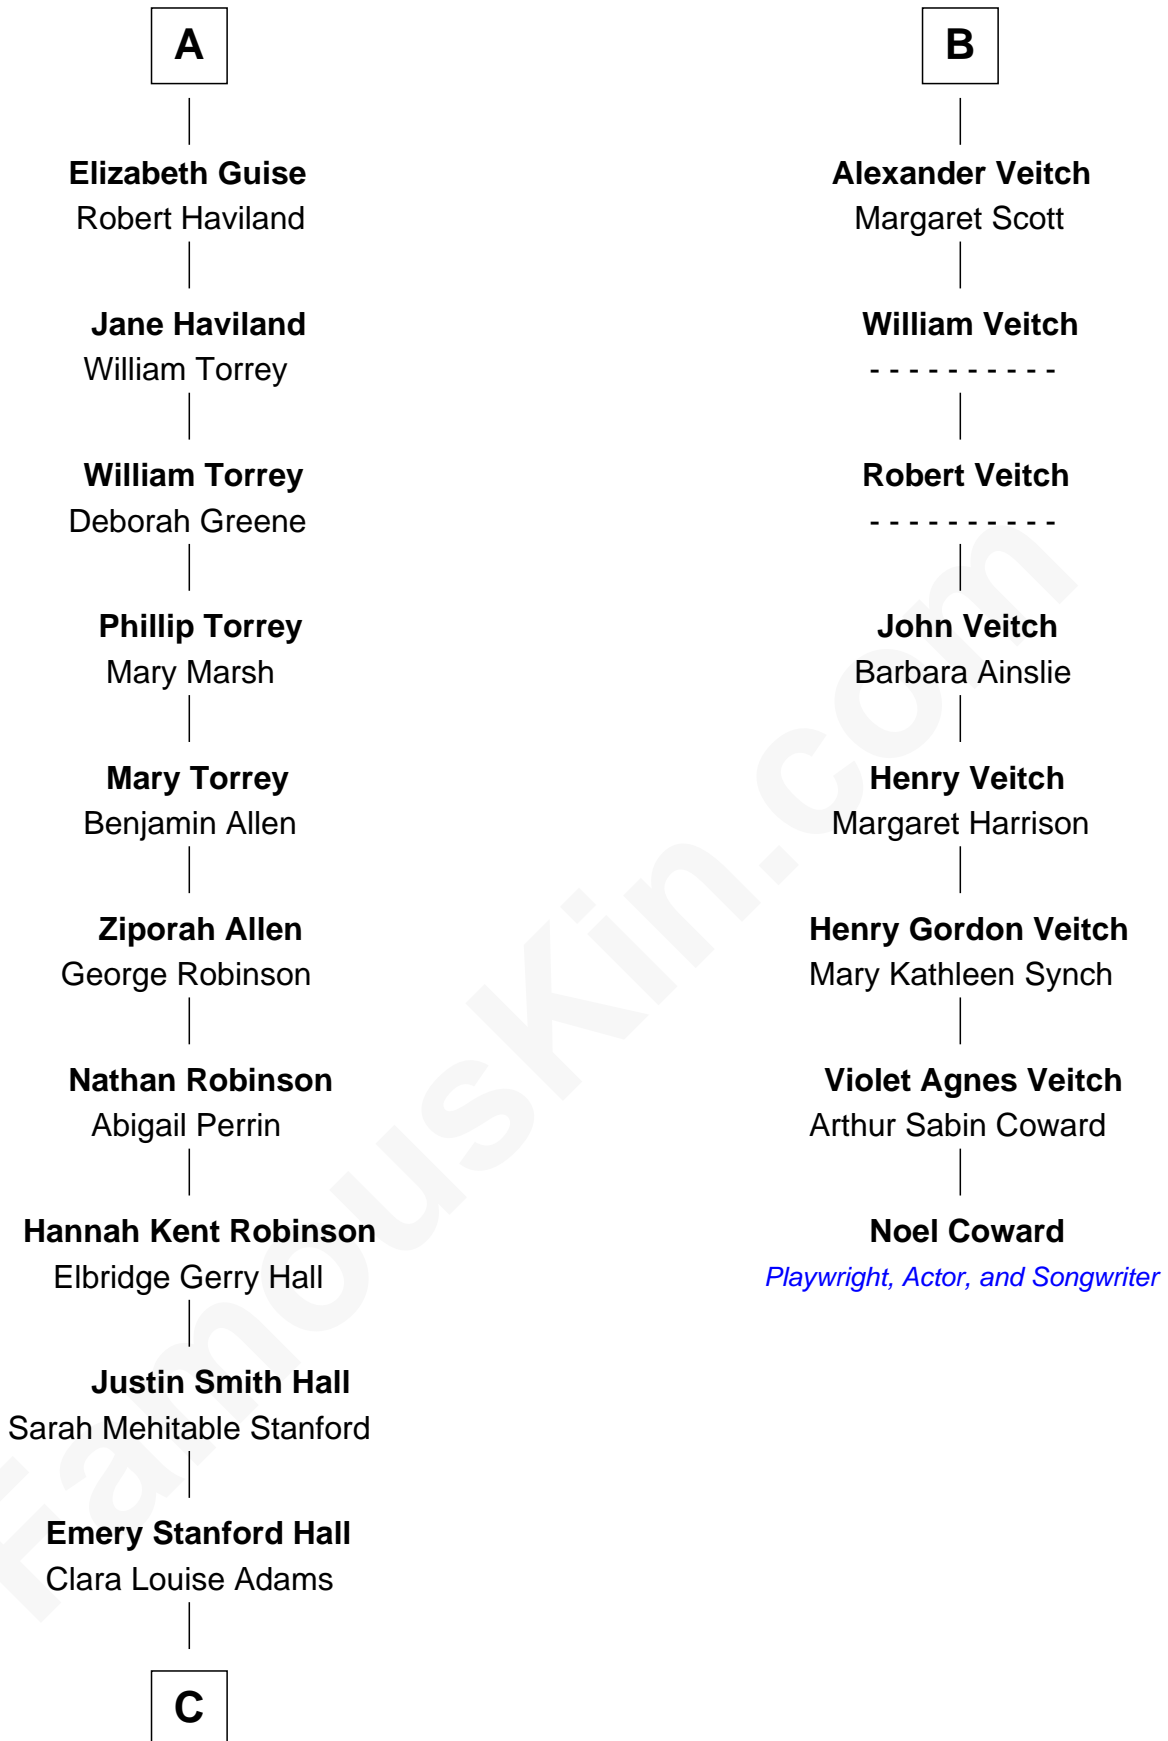 A
Elizabeth Guise
Robert Haviland
Jane Haviland
William Torrey
William Torrey
Deborah Greene
Phillip Torrey
Mary Marsh
Mary Torrey
Benjamin Allen
Ziporah Allen
George Robinson
Nathan Robinson
Abigail Perrin
Hannah Kent Robinson
Elbridge Gerry Hall
Justin Smith Hall
Sarah Mehitable Stanford
Emery Stanford Hall
Clara Louise Adams
C
B
Alexander Veitch
Margaret Scott
William Veitch
- - - - - - - - - -
Robert Veitch
- - - - - - - - - -
John Veitch
Barbara Ainslie
Henry Veitch
Margaret Harrison
Henry Gordon Veitch
Mary Kathleen Synch
Violet Agnes Veitch
Arthur Sabin Coward
Noel Coward
Playwright, Actor, and Songwriter
FamousKin.com